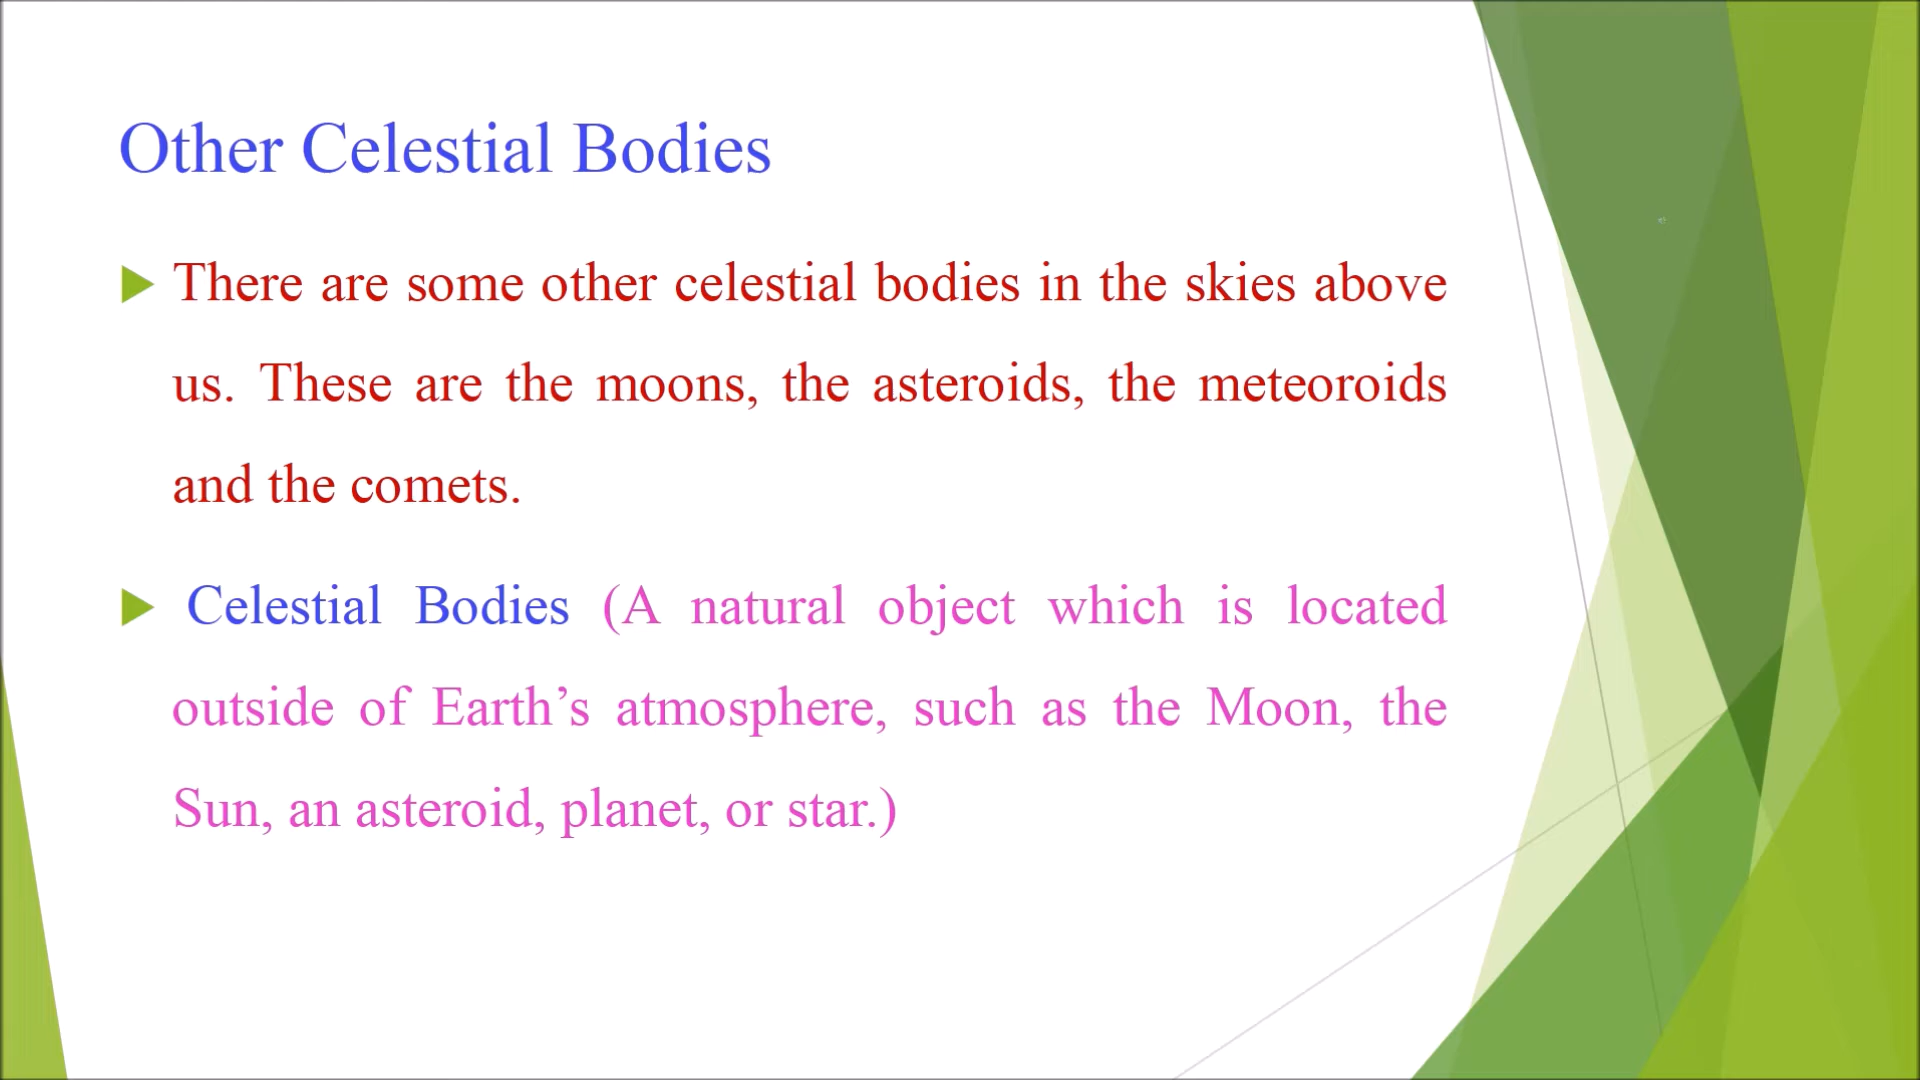 Other Celestial Bodies
There are some other celestial bodies in the skies above
us. These are the moons, the asteroids, the meteoroids
and the comets.
Celestial Bodies (A natural object which is located
outside of Earth’s atmosphere, such as the Moon, the
Sun, an asteroid, planet, or star.)